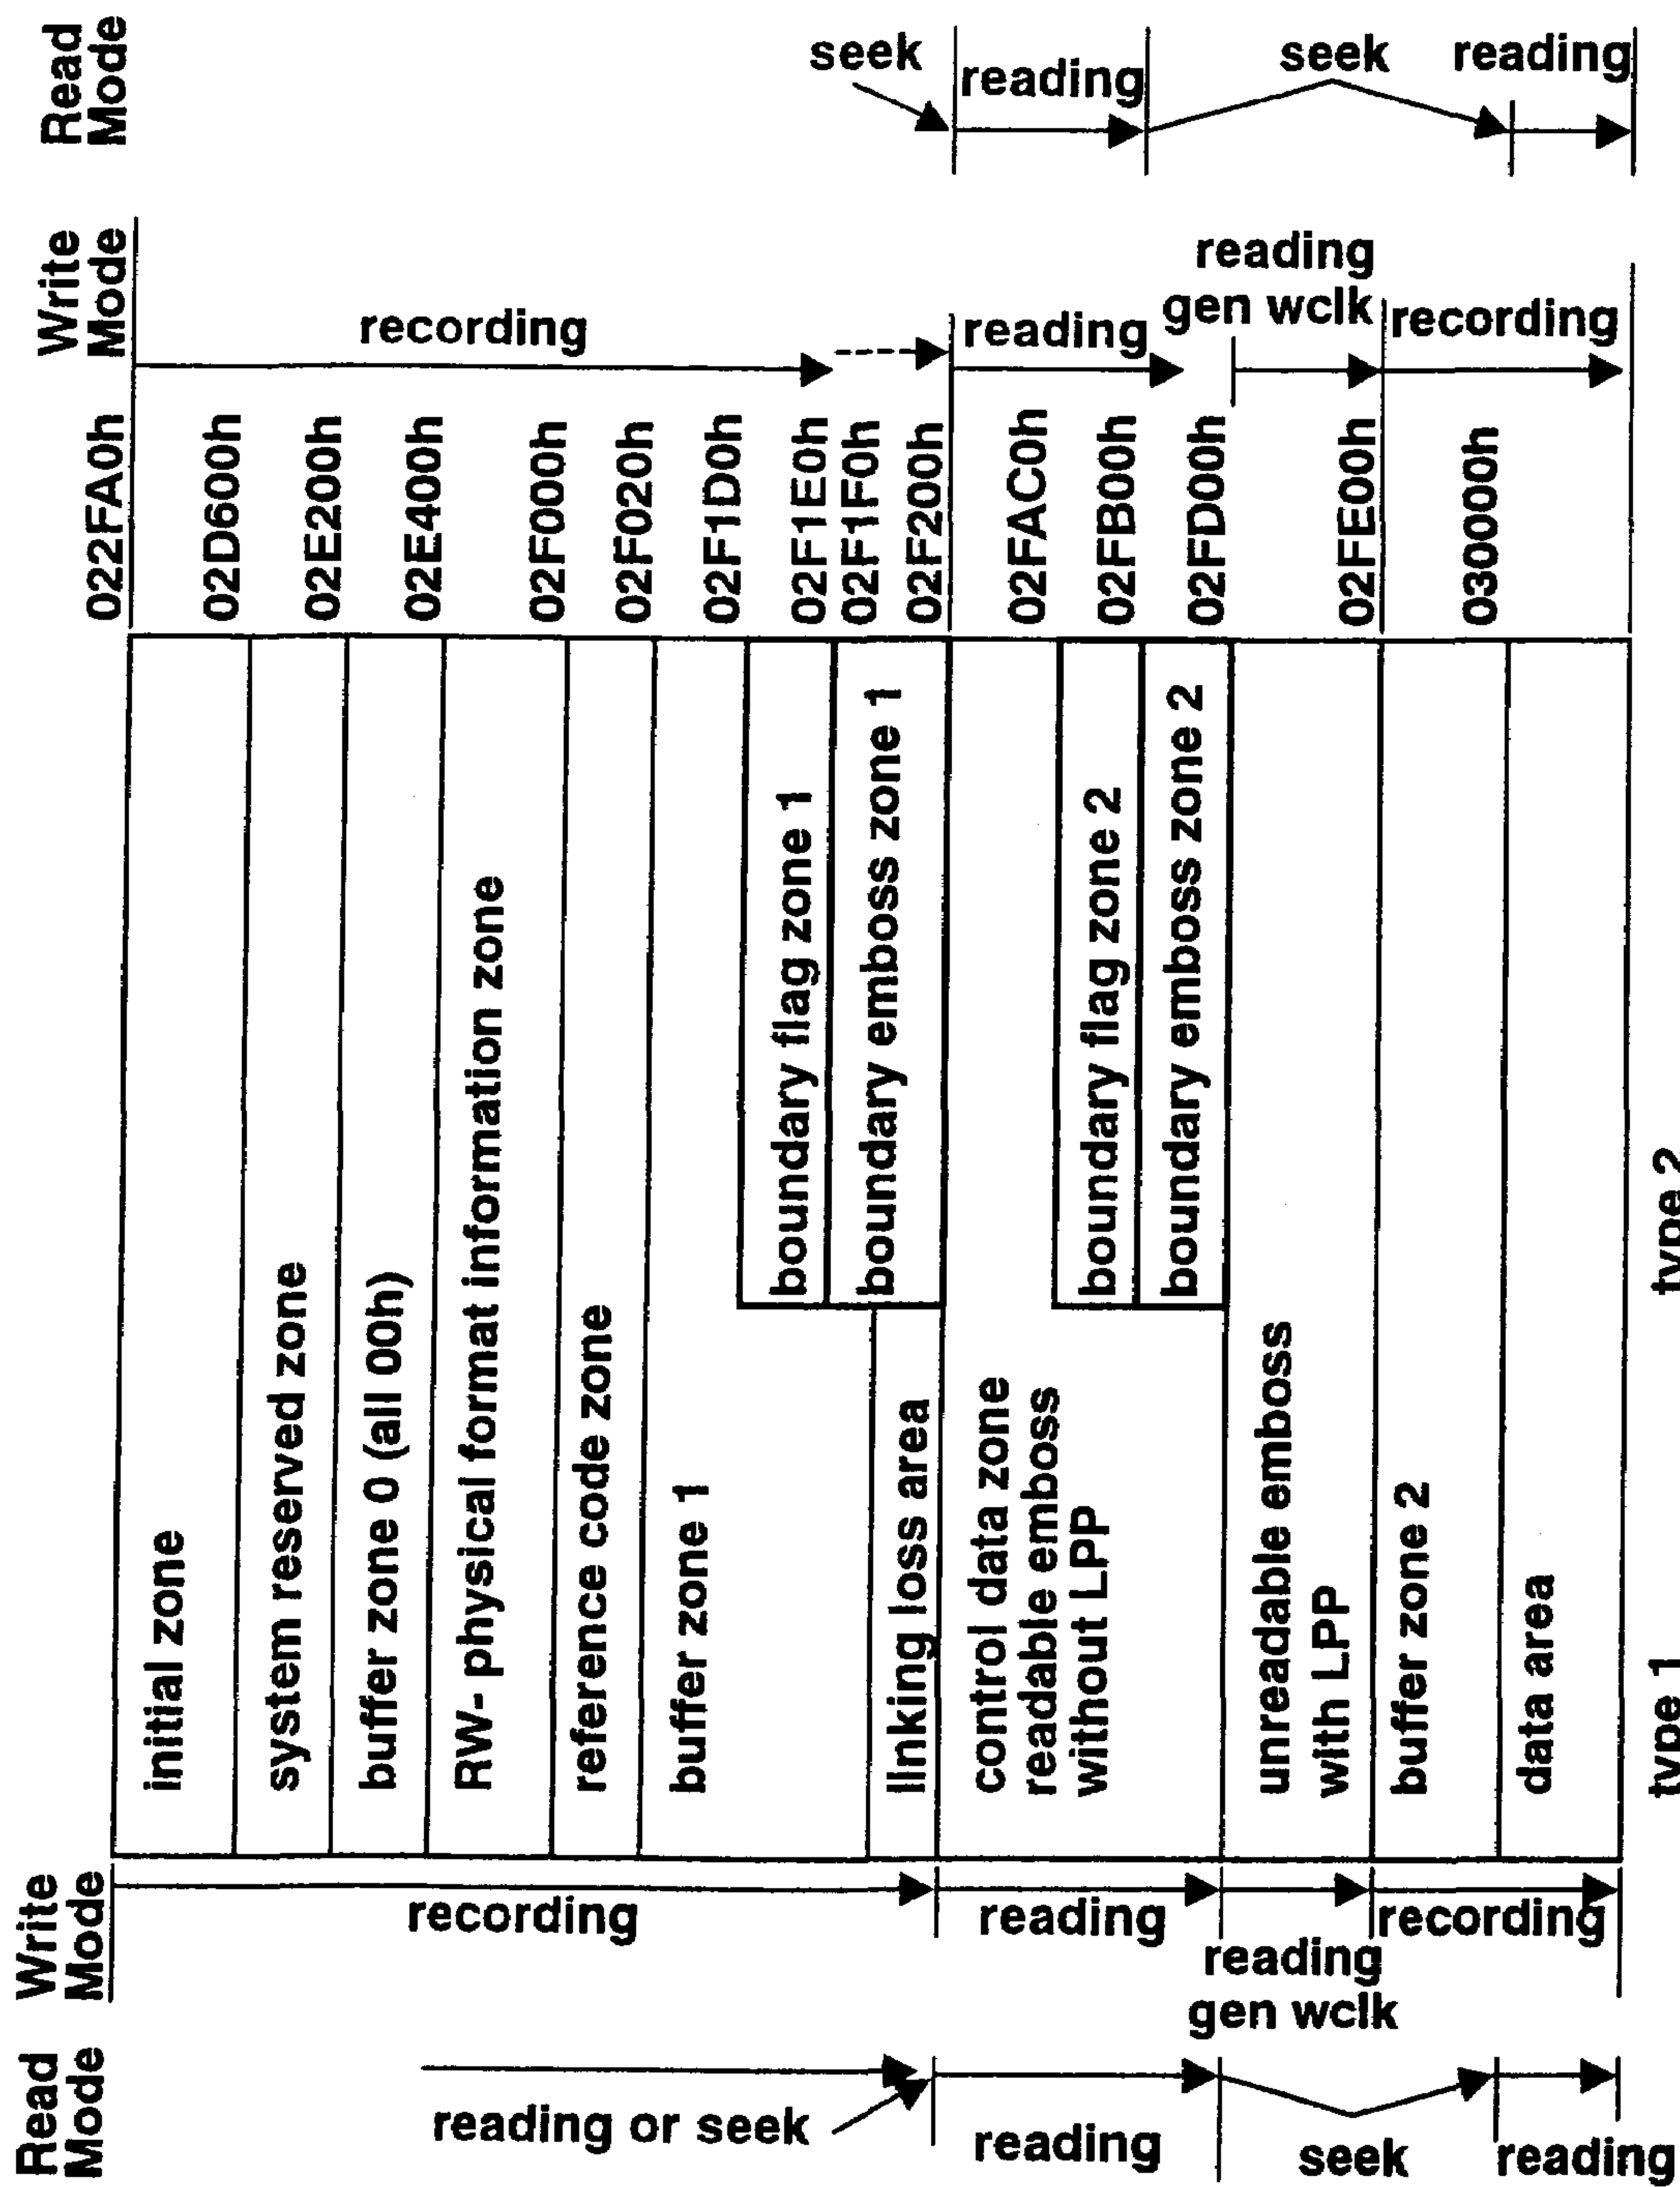 Read
Mode
seek
reading
seek
reading
Write
Mode
recording
reading
reading
gen wclk
recording
022FA0h
02D600h
02E200h
02E400h
02F000h
02F020h
02F1D0h
02F1E0h
02F1F0h
02F200h
02FAC0h
02FB00h
02FD00h
02FE00h
030000h
initial zone
system reserved zone
buffer zone 0 (all 00h)
RW- physical format information zone
reference code zone
buffer zone 1
boundary flag zone 1
boundary emboss zone 1
linking loss area
control data zone
readable emboss
without LPP
boundary flag zone 2
boundary emboss zone 2
unreadable emboss
with LPP
buffer zone 2
data area
type 1
type 2
Write
Mode
recording
reading
reading
gen wclk
recording
Read
Mode
reading or seek
reading
seek
reading